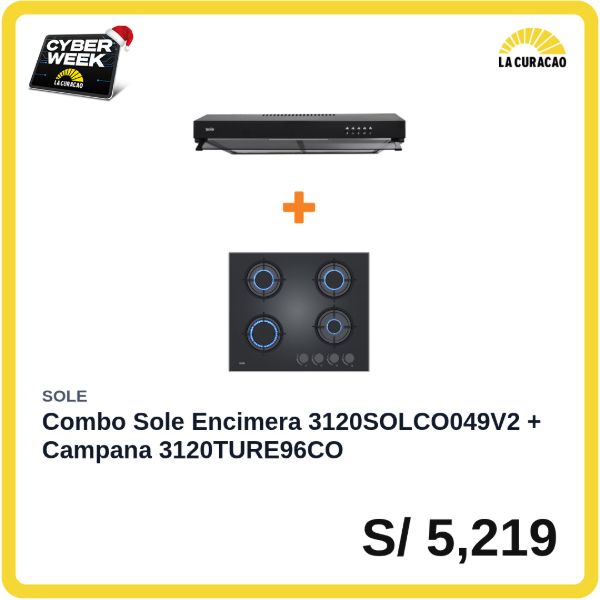 CYBER
WEEK
LA CURACAO
LA CURACAO
SOLE
Combo Sole Encimera 3120SOLCO049V2 +
Campana 3120TURE96CO
S/ 5,219